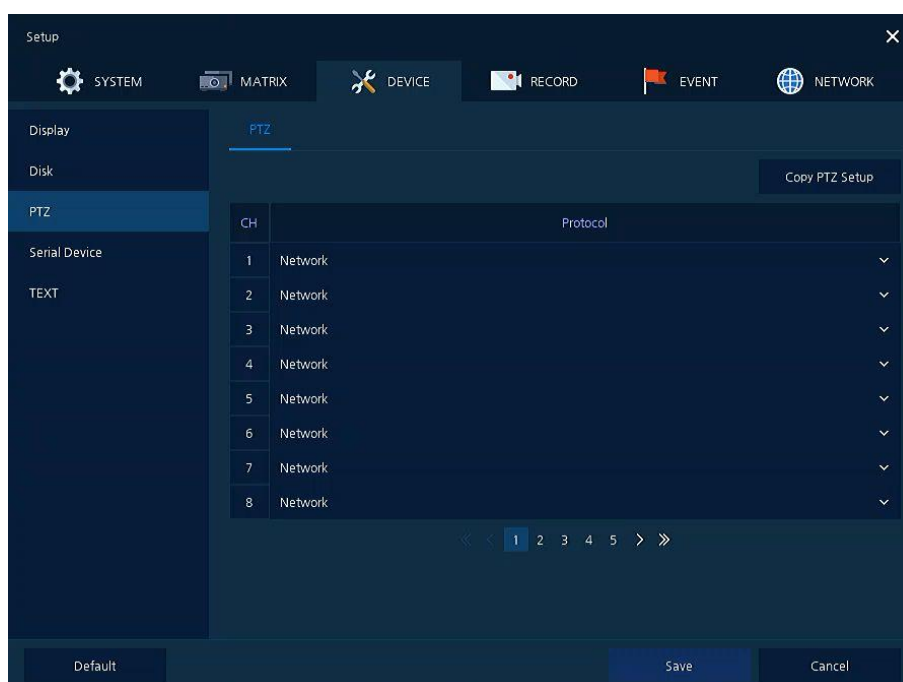 Setup
SYSTEM MATRIX DEVICE RECORD EVENT NETWORK
Display
Disk
PTZ
Serial Device
TEXT
PTZ
Copy PTZ Setup
CH Protocol
1 Network
2 Network
3 Network
4 Network
5 Network
6 Network
7 Network
8 Network
« < 1 2 3 4 5 > »
Default Save Cancel